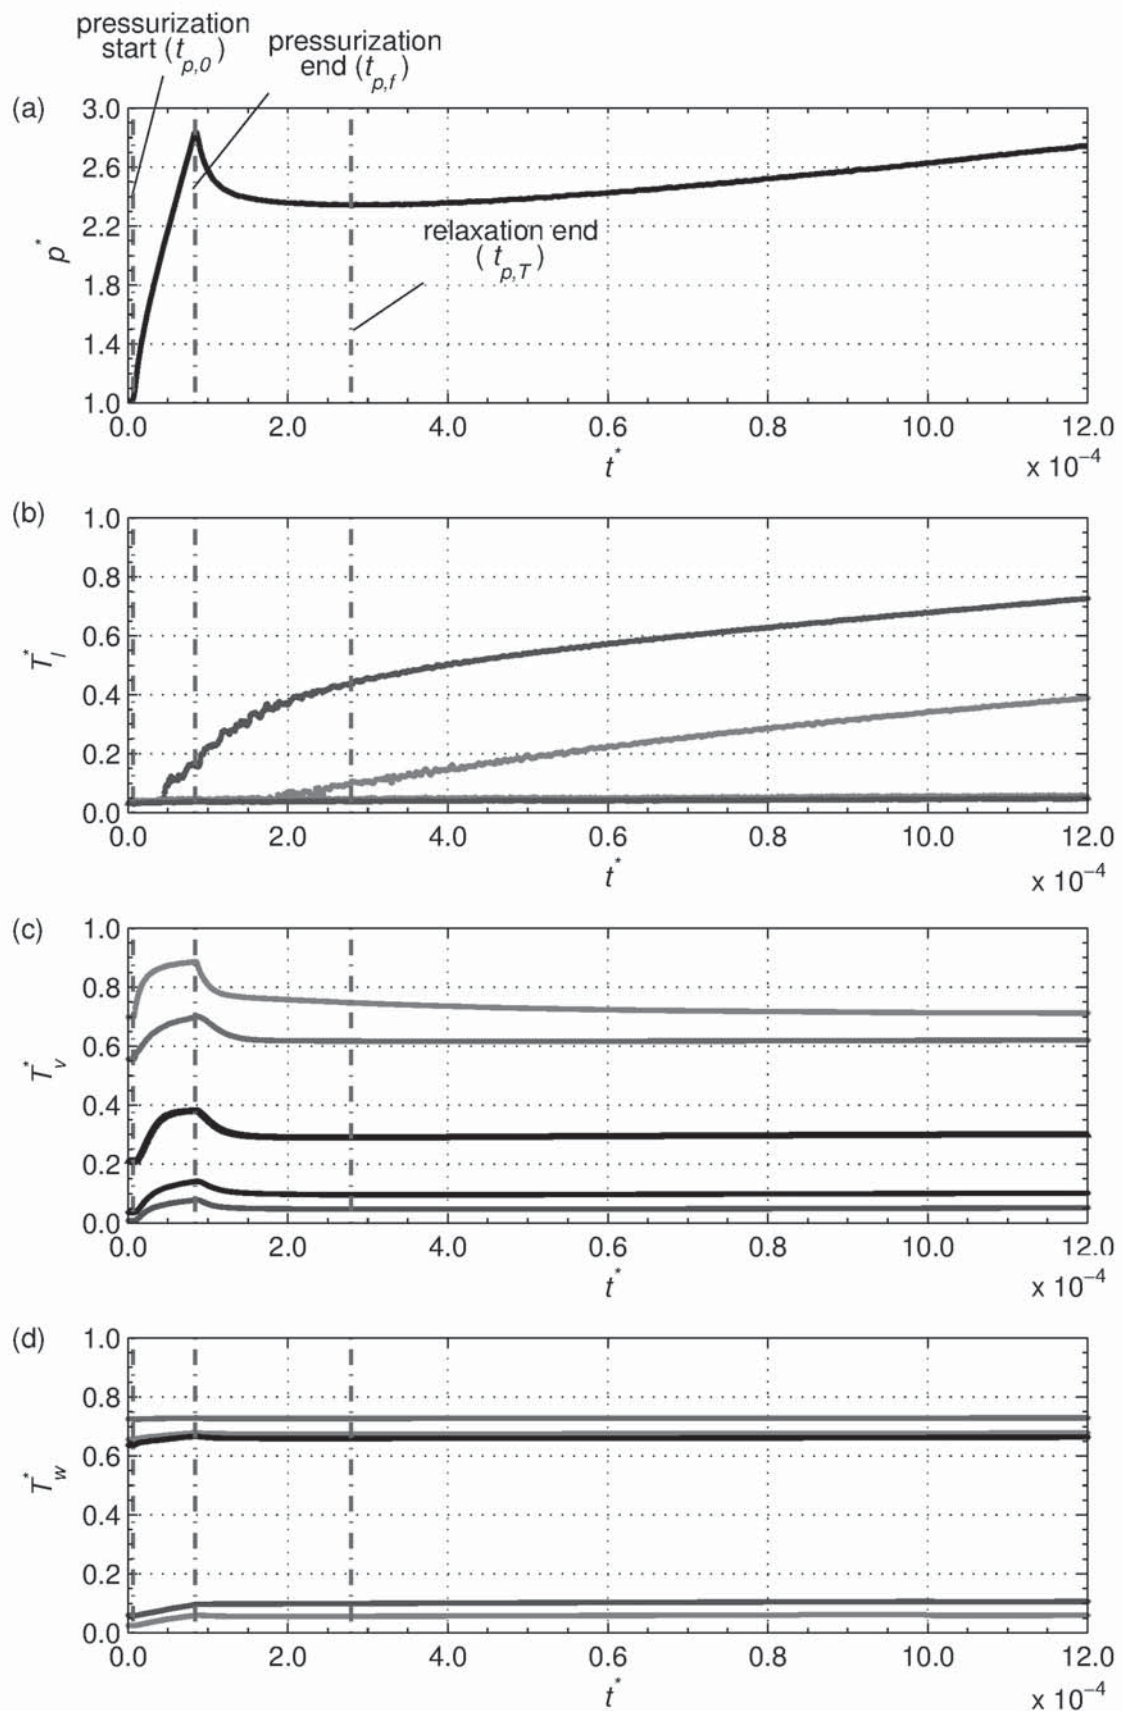 pressurization
start (t_{p,0})
pressurization
end (t_{p,f})
(a)
3.0
2.6
2.2
1.8
1.4
1.0
p^*
relaxation end
( t_{p,T})
0.0 2.0 4.0 0.6 0.8 10.0 12.0
t^*
x 10^{-4}
(b)
1.0
0.8
0.6
0.4
0.2
0.0
T_l^*
0.0 2.0 4.0 0.6 0.8 10.0 12.0
t^*
x 10^{-4}
(c)
1.0
0.8
0.6
0.4
0.2
0.0
T_v^*
0.0 2.0 4.0 0.6 0.8 10.0 12.0
t^*
x 10^{-4}
(d)
1.0
0.8
0.6
0.4
0.2
0.0
T_w^*
0.0 2.0 4.0 0.6 0.8 10.0 12.0
t^*
x 10^{-4}